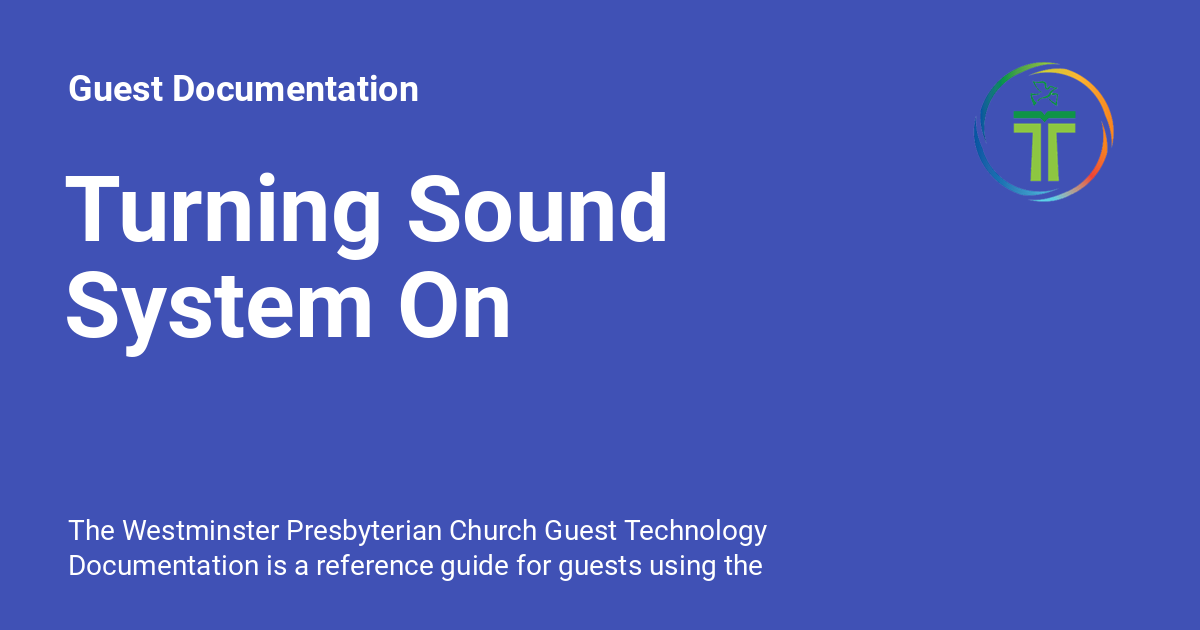 Guest Documentation
Turning Sound
System On
The Westminster Presbyterian Church Guest Technology
Documentation is a reference guide for guests using the